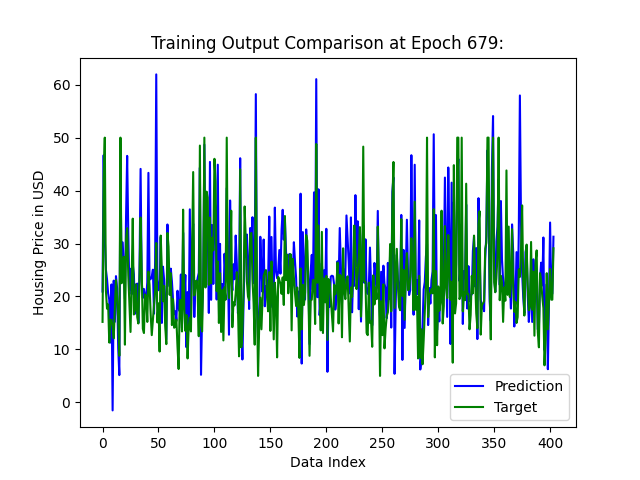 Training Output Comparison at Epoch 679:
Housing Price in USD
60
50
40
30
20
10
0
Prediction
Target
0 50 100 150 200 250 300 350 400
Data Index